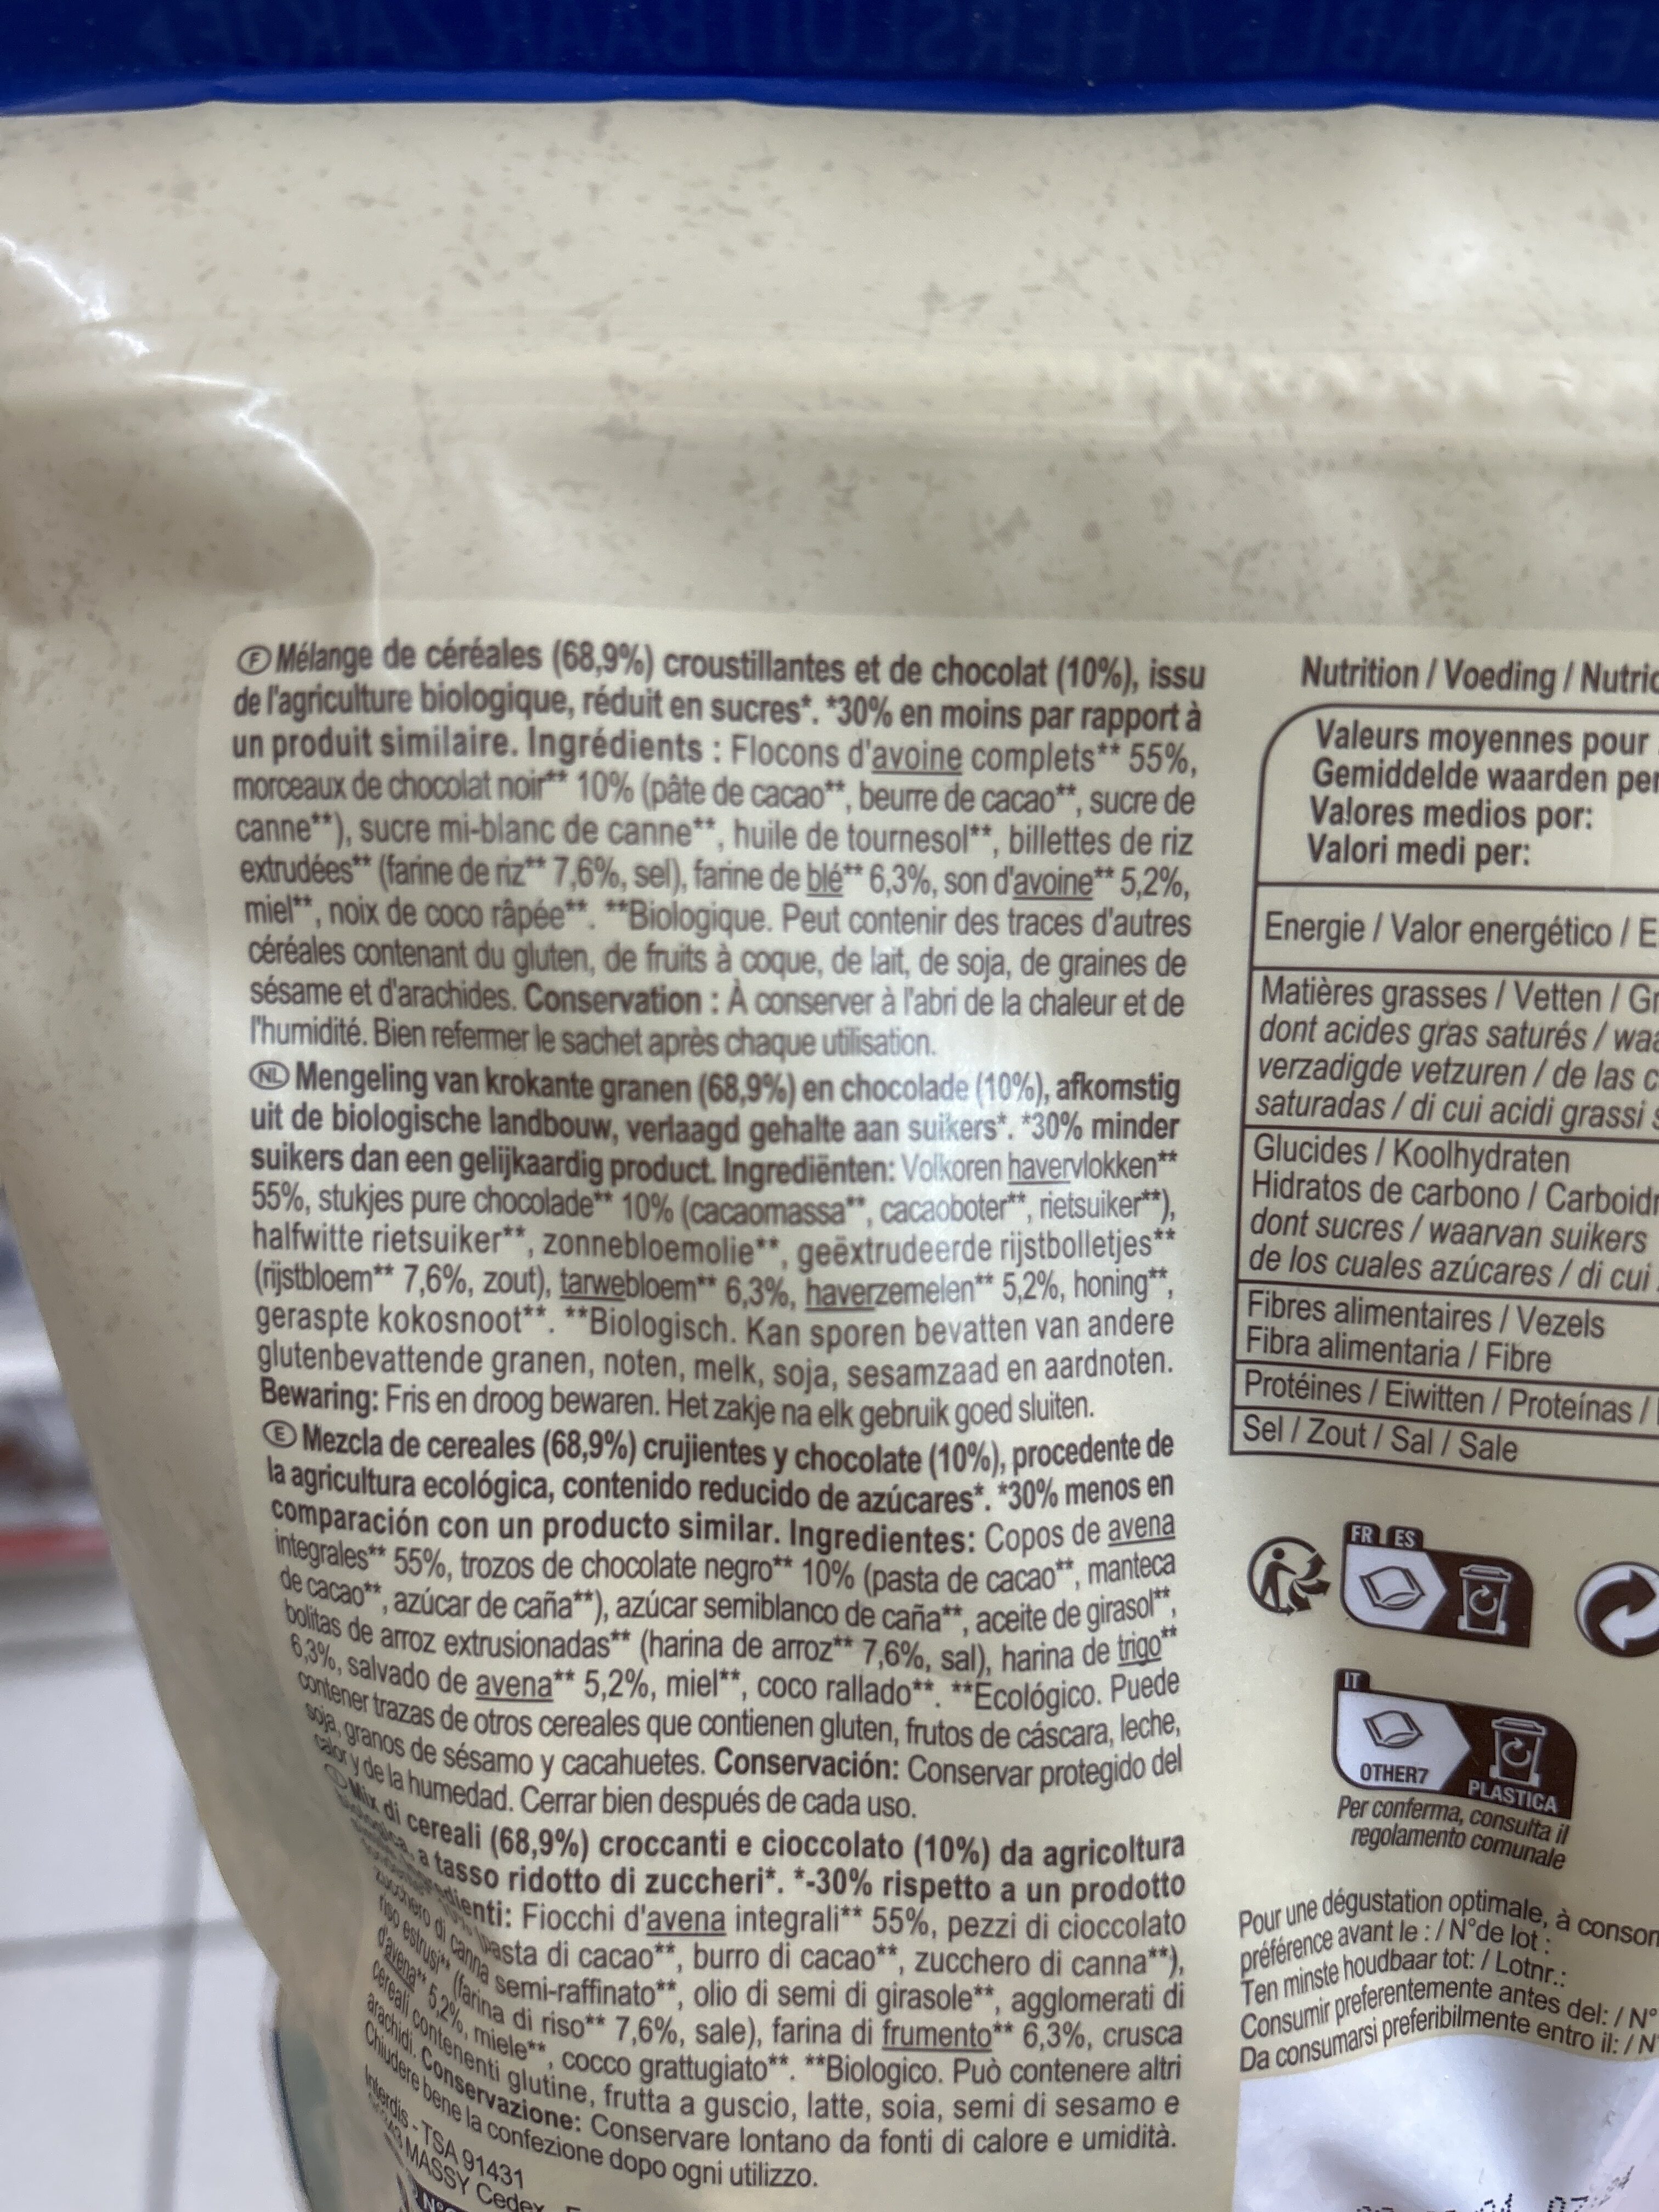 Ⓕ Mélange de céréales (68,9%) croustillantes et de chocolat (10%), issu
de l'agriculture biologique, réduit en sucres*. *30% en moins par rapport à
un produit similaire. Ingrédients : Flocons d'avoine complets** 55%,
morceaux de chocolat noir** 10% (pâte de cacao**, beurre de cacao**, sucre de
canne**), sucre mi-blanc de canne**, huile de tournesol**, billettes de riz
extrudées** (farine de riz** 7,6%, sel), farine de blé** 6,3%, son d'avoine** 5,2%,
miel**, noix de coco râpée**. **Biologique. Peut contenir des traces d'autres
céréales contenant du gluten, de fruits à coque, de lait, de soja, de graines de
sésame et d'arachides. Conservation : À conserver à l'abri de la chaleur et de
l'humidité. Bien refermer le sachet après chaque utilisation.
NL Mengeling van krokante granen (68,9%) en chocolade (10%), afkomstig
uit de biologische landbouw, verlaagd gehalte aan suikers*. *30% minder
suikers dan een gelijkaardig product. Ingrediënten: Volkoren havervlokken**
55%, stukjes pure chocolade** 10% (cacaomassa**, cacaoboter**, rietsuiker**),
halfwitte rietsuiker**, zonnebloemolie**, geëxtrudeerde rijstbolletjes**
(rijstbloem** 7,6%, zout), tarwebloem** 6,3%, haverzemelen** 5,2%, honing**,
geraspte kokosnoot**. **Biologisch. Kan sporen bevatten van andere
glutenbevattende granen, noten, melk, soja, sesamzaad en aardnoten.
Bewaring: Fris en droog bewaren. Het zakje na elk gebruik goed sluiten.
Ⓔ Mezcla de cereales (68,9%) crujientes y chocolate (10%), procedente de
la agricultura ecológica, contenido reducido de azúcares*. *30% menos en
comparación con un producto similar. Ingredientes: Copos de avena
integrales** 55%, trozos de chocolate negro** 10% (pasta de cacao**, manteca
de cacao**, azúcar de caña**), azúcar semiblanco de caña**, aceite de girasol**,
bolitas de arroz extrusionadas** (harina de arroz** 7,6%, sal), harina de trigo**
6,3%, salvado de avena** 5,2%, miel**, coco rallado**. **Ecológico. Puede
contener trazas de otros cereales que contienen gluten, frutos de cáscara, leche,
soja, granos de sésamo y cacahuetes. Conservación: Conservar protegido del
calor y de la humedad. Cerrar bien después de cada uso.
Mix di cereali (68,9%) croccanti e cioccolato (10%) da agricoltura
a tasso ridotto di zuccheri*. *-30% rispetto a un prodotto
Fiocchi d'avena integrali** 55%, pezzi di cioccolato
di cacao**, burro di cacao**, zucchero di canna**),
zucchero di canna semi-raffinato**, olio di semi di girasole**, agglomerati di
riso estrusi** (farina di riso** 7,6%, sale), farina di frumento** 6,3%, crusca
d'avena** 5,2%, miele**, cocco grattugiato**. **Biologico. Può contenere altri
cereali contenenti glutine, frutta a guscio, latte, soia, semi di sesamo e
arachidi. Conservazione: Conservare lontano da fonti di calore e umidità.
Chiudere bene la confezione dopo ogni utilizzo.
Interdis - TSA 91431
MASSY Cedex
Nutrition / Voeding /
Valeurs moyennes pour
Gemiddelde waarden per
Valores medios por:
Valori medi per:
Energie / Valor energético /
Matières grasses / Vetten /
dont acides gras saturés /
verzadigde vetzuren / de las
saturadas / di cui acidi grassi
Glucides / Koolhydraten
Hidratos de carbono /
dont sucres / waarvan suikers
de los cuales azúcares / di cui
Fibres alimentaires / Vezels
Fibra alimentaria / Fibre
Protéines / Eiwitten / Proteínas /
Sel / Zout / Sal / Sale
FR ES
IT
OTHER7
PLASTICA
Per conferma, consulta il
regolamento comunale
Pour une dégustation optimale, à
préférence avant le : / N°de lot :
Ten minste houdbaar tot: / Lotnr.:
Consumir preferentemente antes del: / N°
Da consumarsi preferibilmente entro il: /